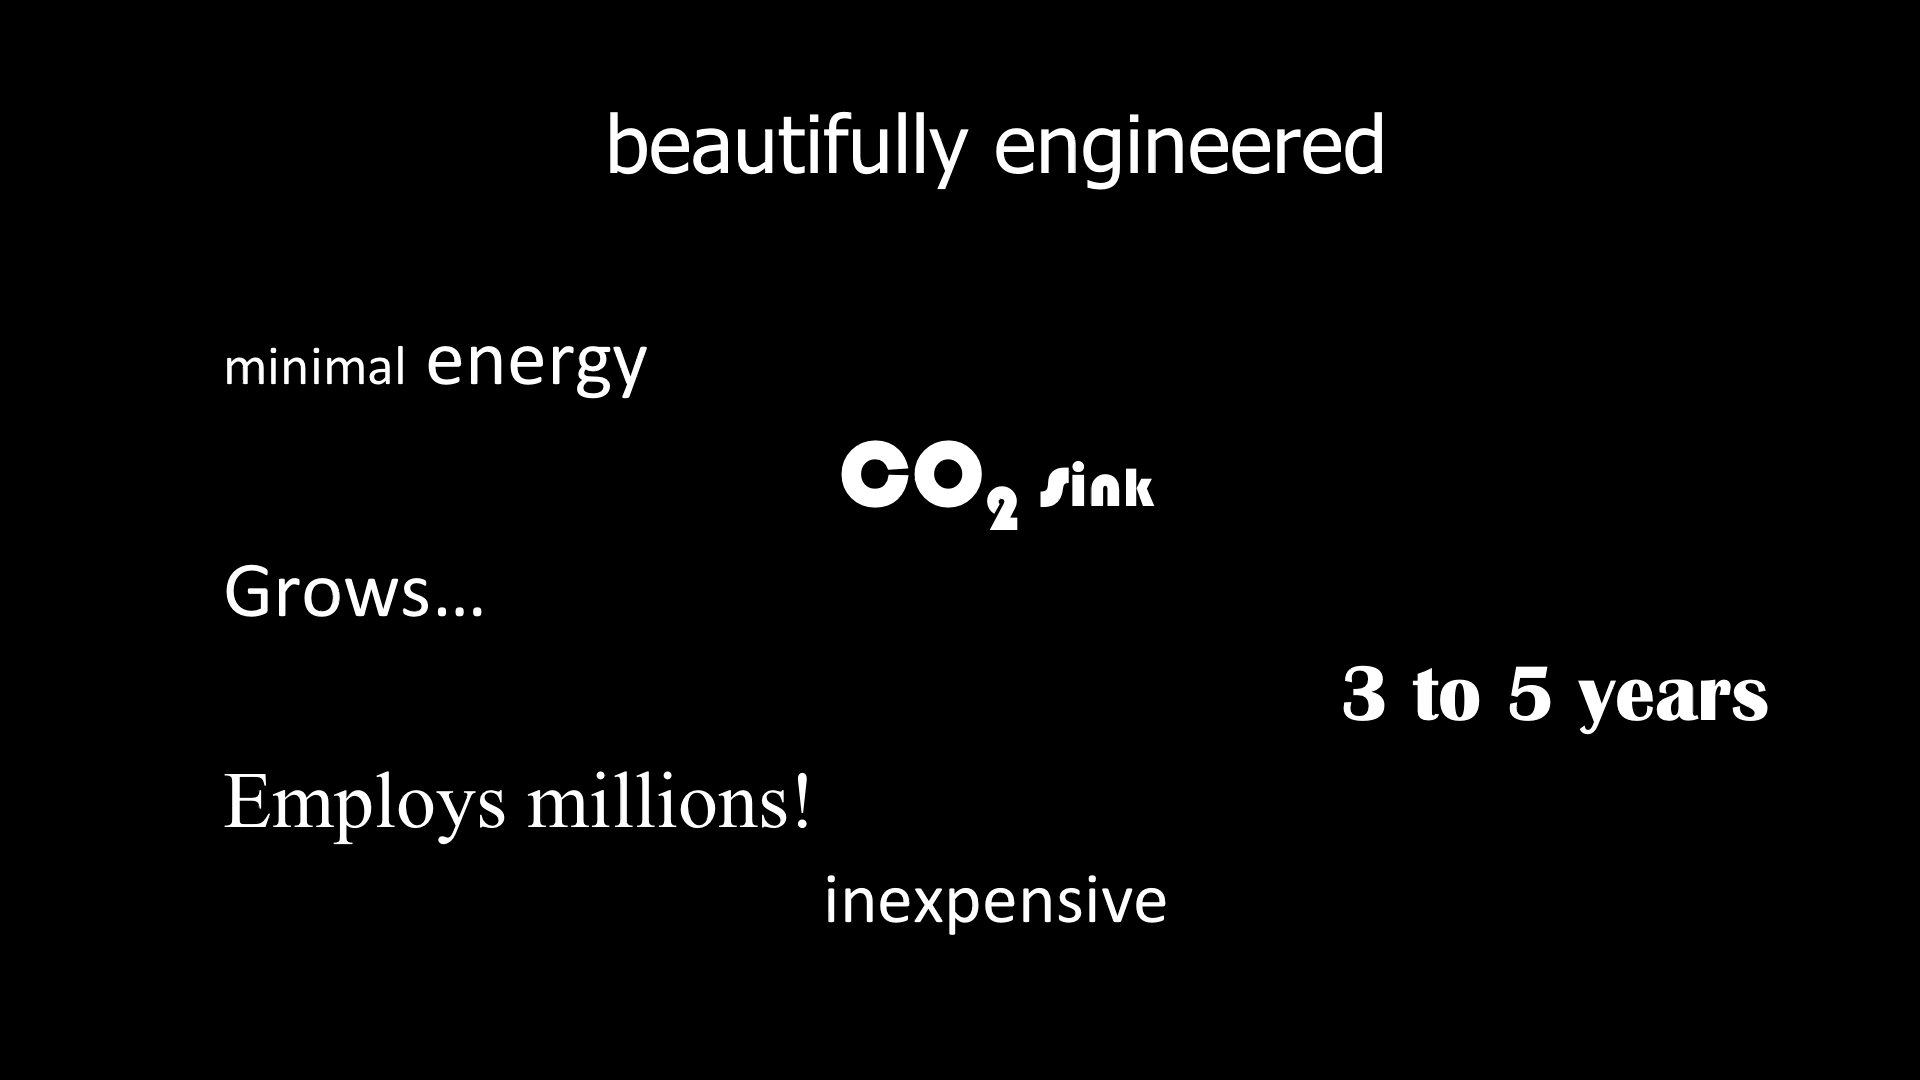 beautifully engineered
minimal energy
CO₂ sink
Grows...
3 to 5 years
Employs millions!
inexpensive